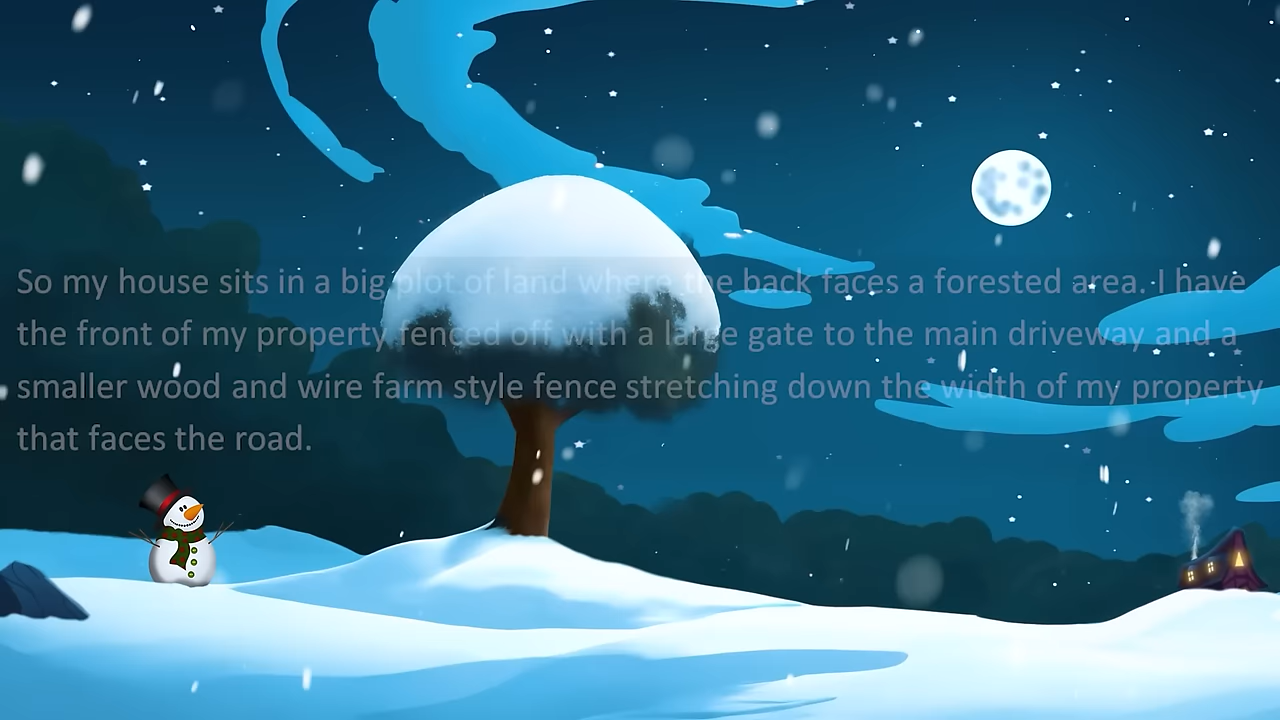 So my house sits in a big plot of land where the back faces a forested area. I have
the front of my property fenced off with a large gate to the main driveway and a
smaller wood and wire farm style fence stretching down the width of my property
that faces the road.